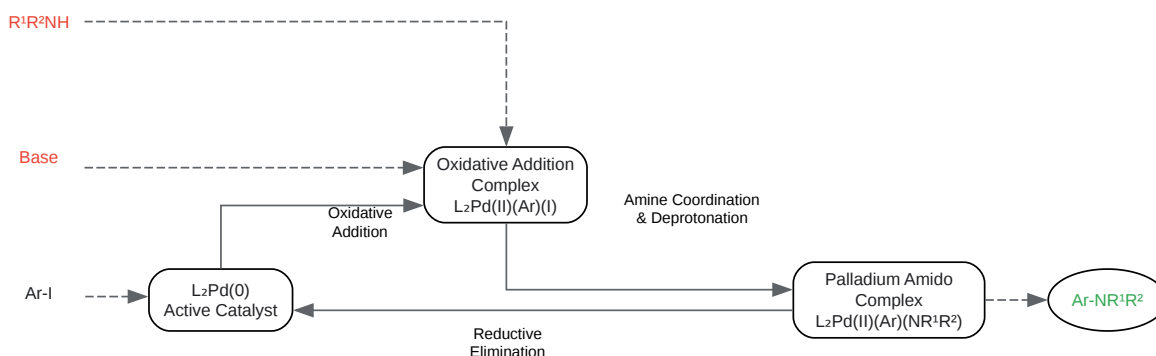 R¹R²NH
Base
Oxidative Addition
Complex
L₂Pd(II)(Ar)(I)
Amine Coordination
& Deprotonation
Oxidative
Addition
Ar-I
L₂Pd(0)
Active Catalyst
Palladium Amido
Complex
L₂Pd(II)(Ar)(NR¹R²)
Ar-NR¹R²
Reductive
Elimination